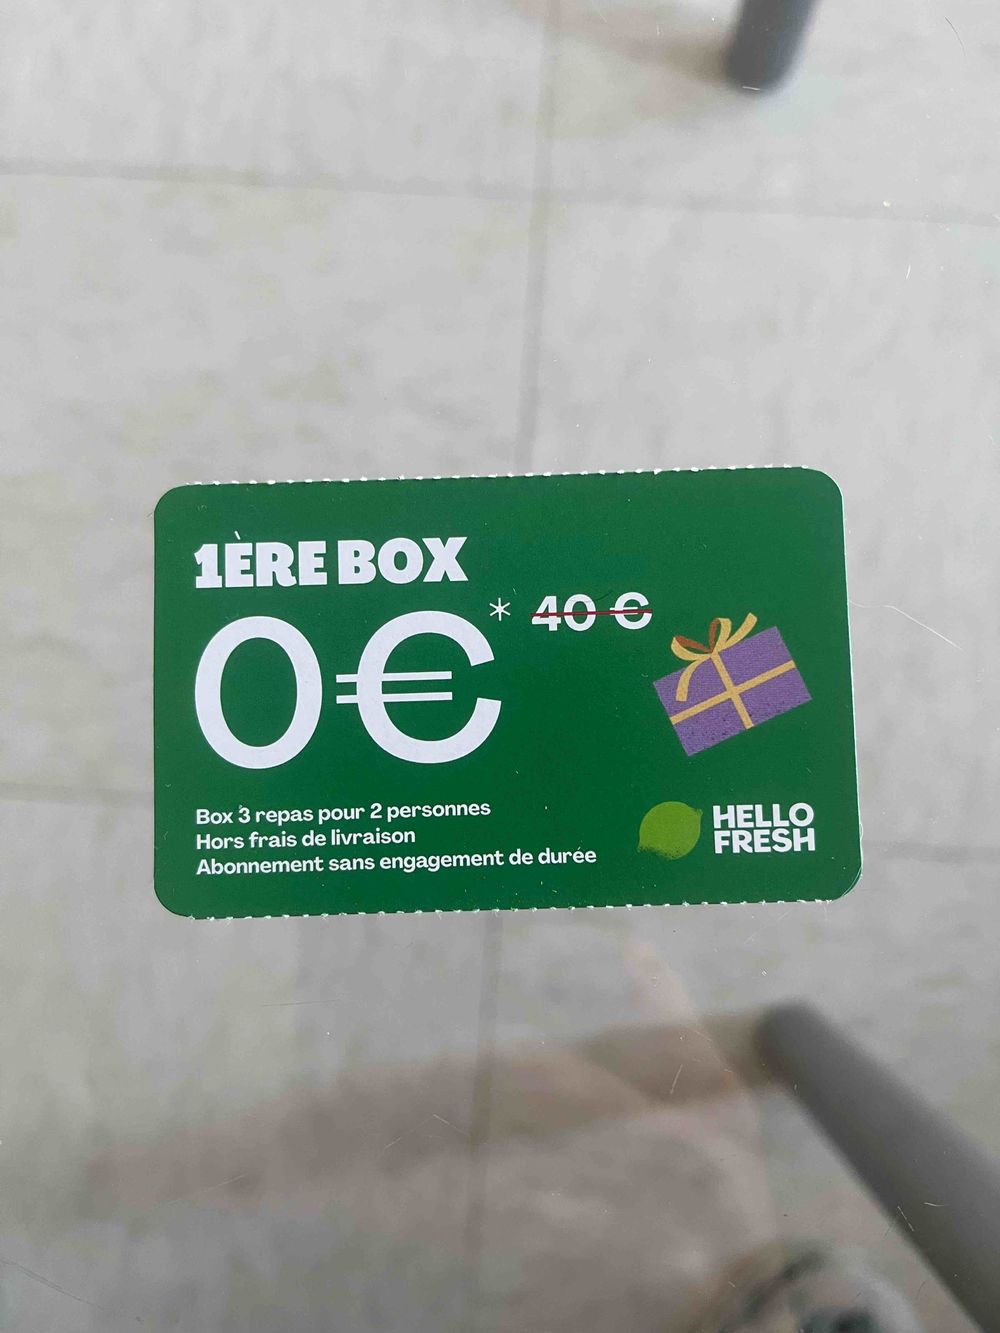 1ÈRE BOX
0€* 40 €
Box 3 repas pour 2 personnes
Hors frais de livraison
Abonnement sans engagement de durée
HELLO
FRESH